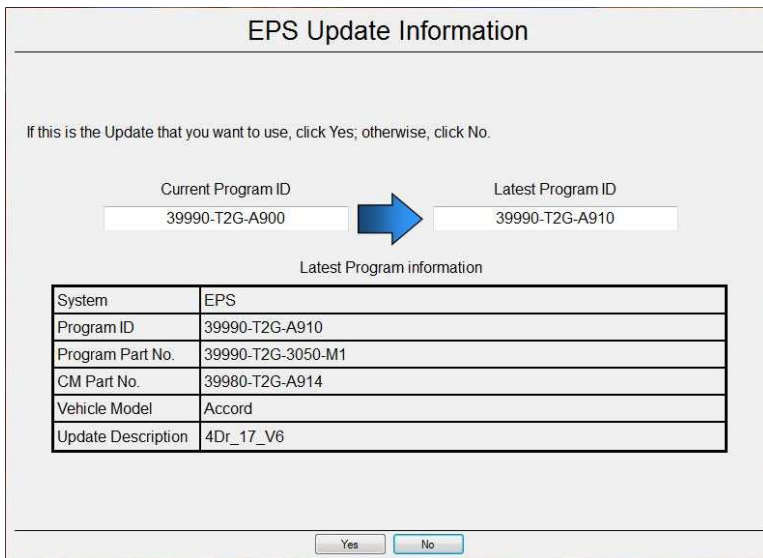 EPS Update Information
If this is the Update that you want to use, click Yes; otherwise, click No.
Current Program ID Latest Program ID
39990-T2G-A900 39990-T2G-A910
Latest Program information
System EPS
Program ID 39990-T2G-A910
Program Part No. 39990-T2G-3050-M1
CM Part No. 39980-T2G-A914
Vehicle Model Accord
Update Description 4Dr_17_V6
Yes No